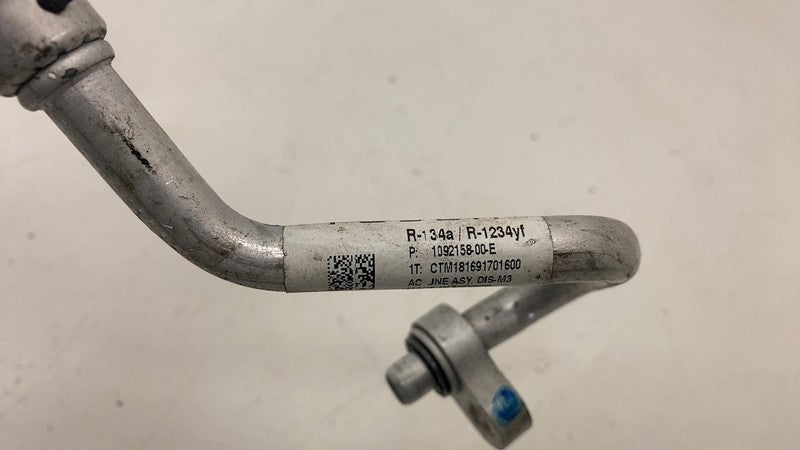 R-134a / R-1234yf
P: 1092158-00-E
1T: CTM181691701600
AC LINE ASY, DIS-M3